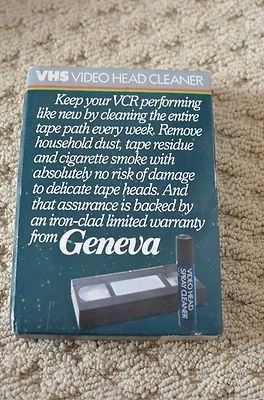 VHS VIDEO HEAD CLEANER
Keep your VCR performing
like new by cleaning the entire
tape path every week. Remove
household dust, tape residue
and cigarette smoke with
absolutely no risk of damage
to delicate tape heads. And
that assurance is backed by
an iron-clad limited warranty
from Geneva
VIDEO HEAD
SPRAY CLEANER